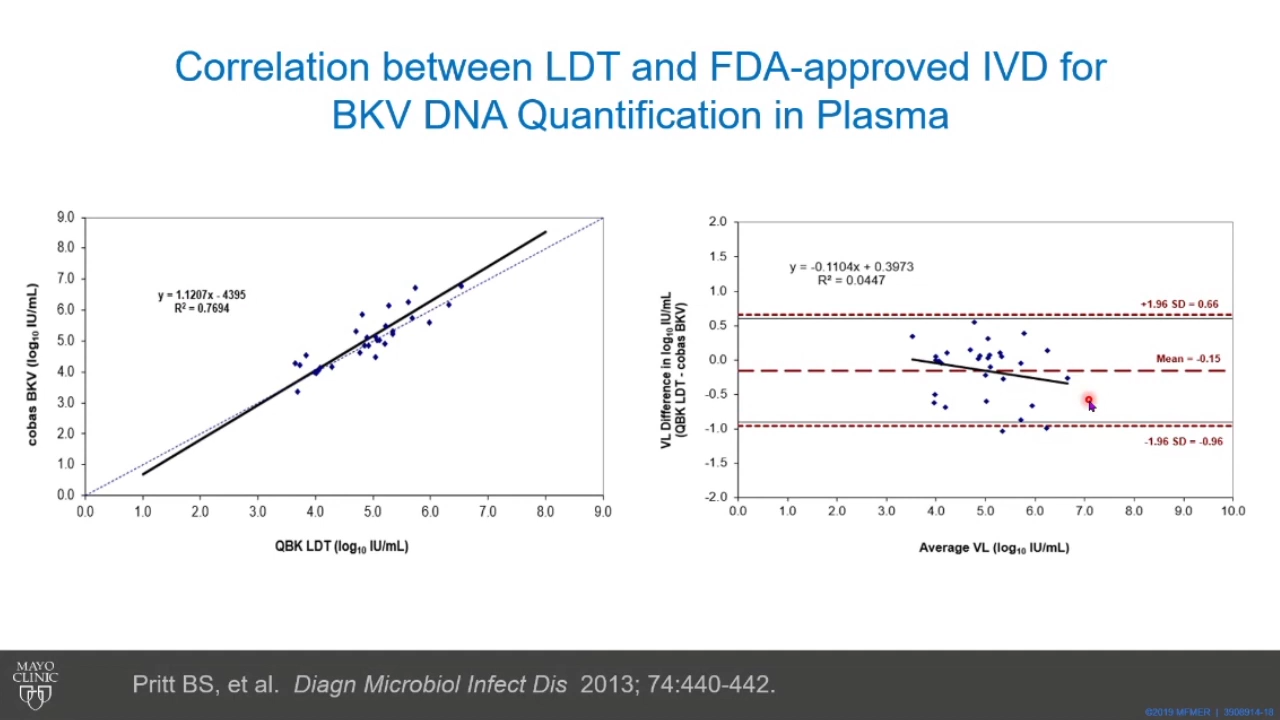 Correlation between LDT and FDA-approved IVD for
BKV DNA Quantification in Plasma
9.0
8.0
7.0
6.0
5.0
4.0
3.0
2.0
1.0
0.0
cobas BKV (log10 IU/mL)
y = 1.1207x - 4395
R² = 0.7694
0.0 1.0 2.0 3.0 4.0 5.0 6.0 7.0 8.0 9.0
QBK LDT (log10 IU/mL)
2.0
1.5
1.0
0.5
0.0
-0.5
-1.0
-1.5
-2.0
VL Difference in log10 IU/mL
(QBK LDT - cobas BKV)
y = -0.1104x + 0.3973
R² = 0.0447
+1.96 SD = 0.66
Mean = -0.15
-1.96 SD = -0.96
0.0 1.0 2.0 3.0 4.0 5.0 6.0 7.0 8.0 9.0 10.0
Average VL (log10 IU/mL)
MAYO
CLINIC
Pritt BS, et al. Diagn Microbiol Infect Dis 2013; 74:440-442.
©2019 MFMER | 3908914-18